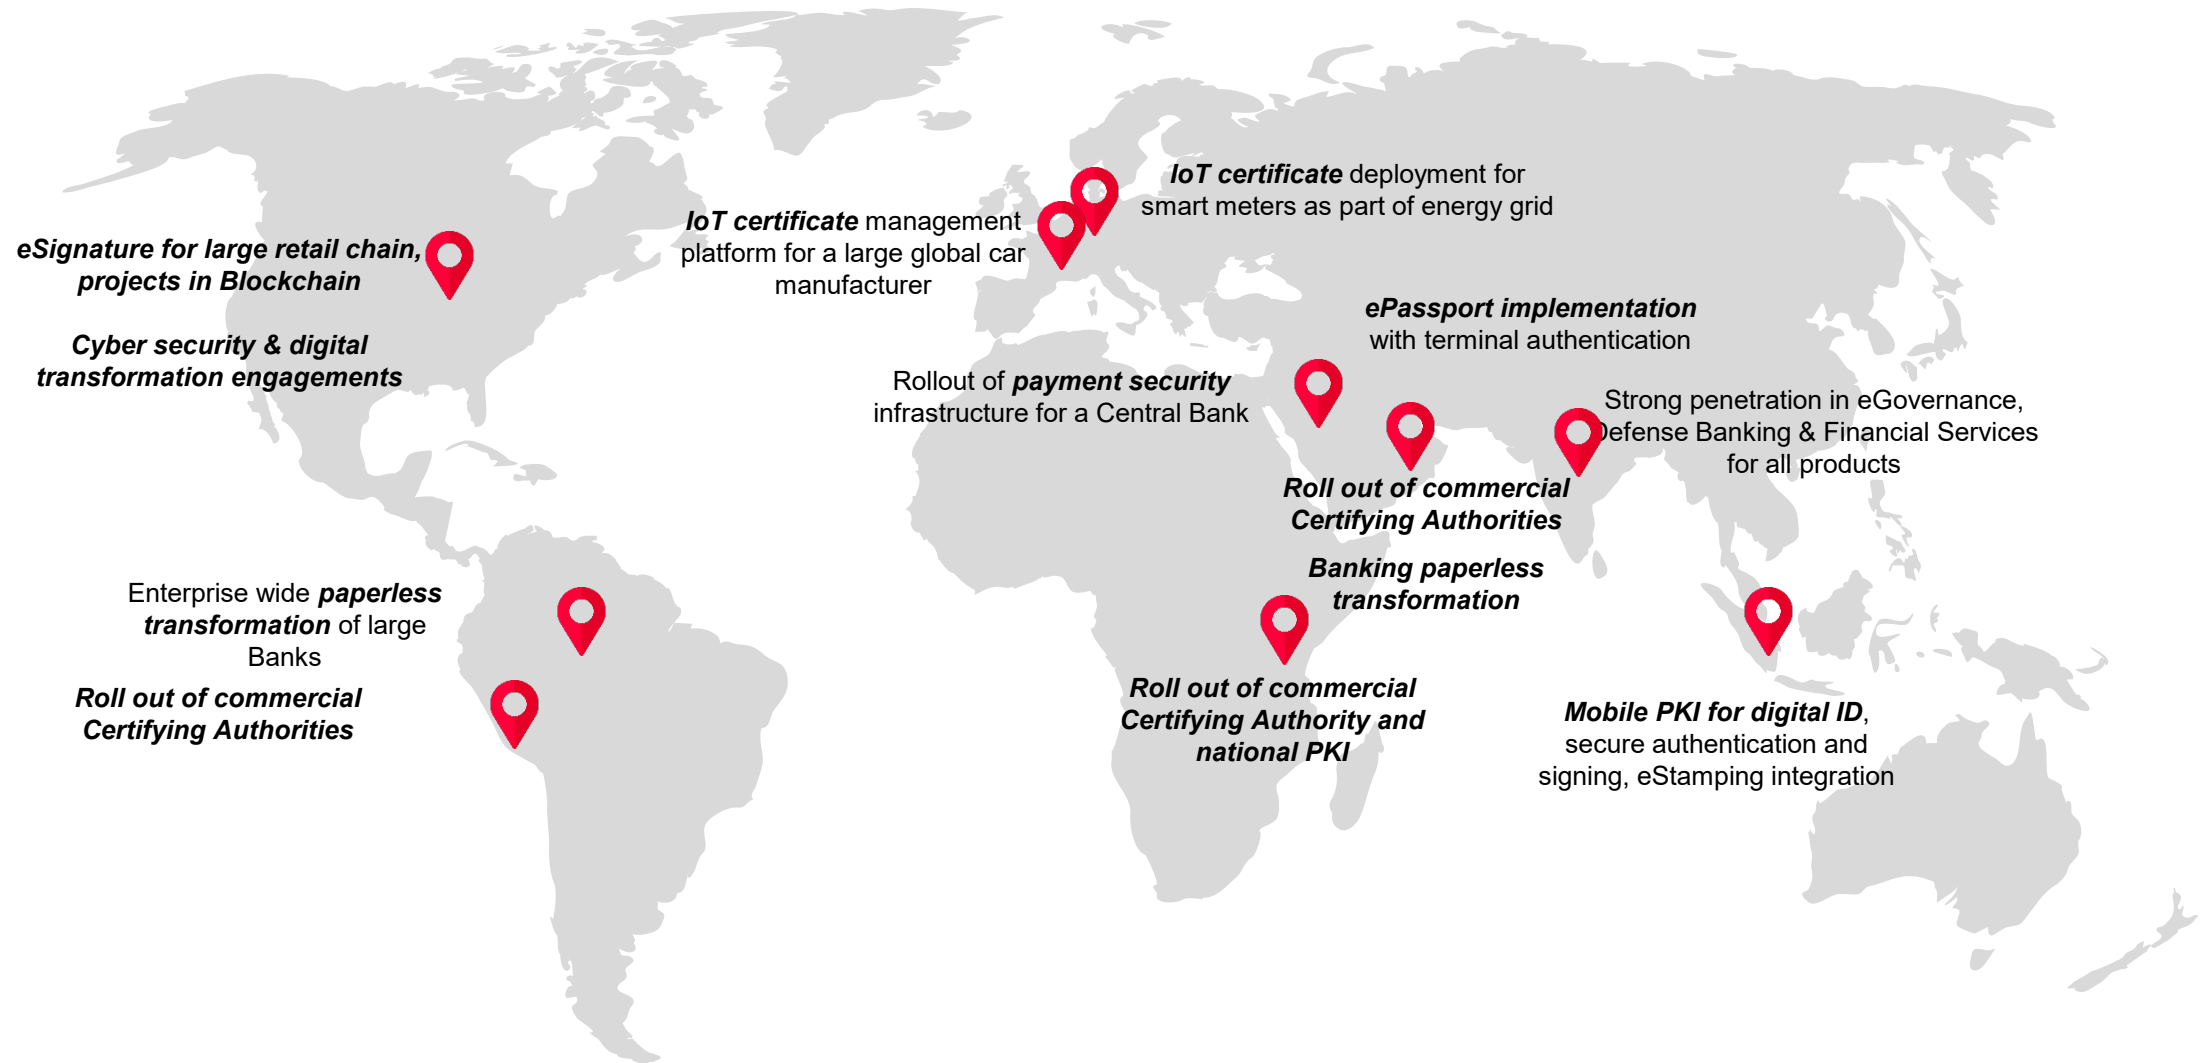 eSignature for large retail chain,
projects in Blockchain
Cyber security & digital
transformation engagements
IoT certificate management
platform for a large global car
manufacturer
IoT certificate deployment for
smart meters as part of energy grid
ePassport implementation
with terminal authentication
Rollout of payment security
infrastructure for a Central Bank
Strong penetration in eGovernance,
Defense Banking & Financial Services
for all products
Roll out of commercial
Certifying Authorities
Banking paperless
transformation
Enterprise wide paperless
transformation of large
Banks
Roll out of commercial
Certifying Authorities
Roll out of commercial
Certifying Authority and
national PKI
Mobile PKI for digital ID,
secure authentication and
signing, eStamping integration